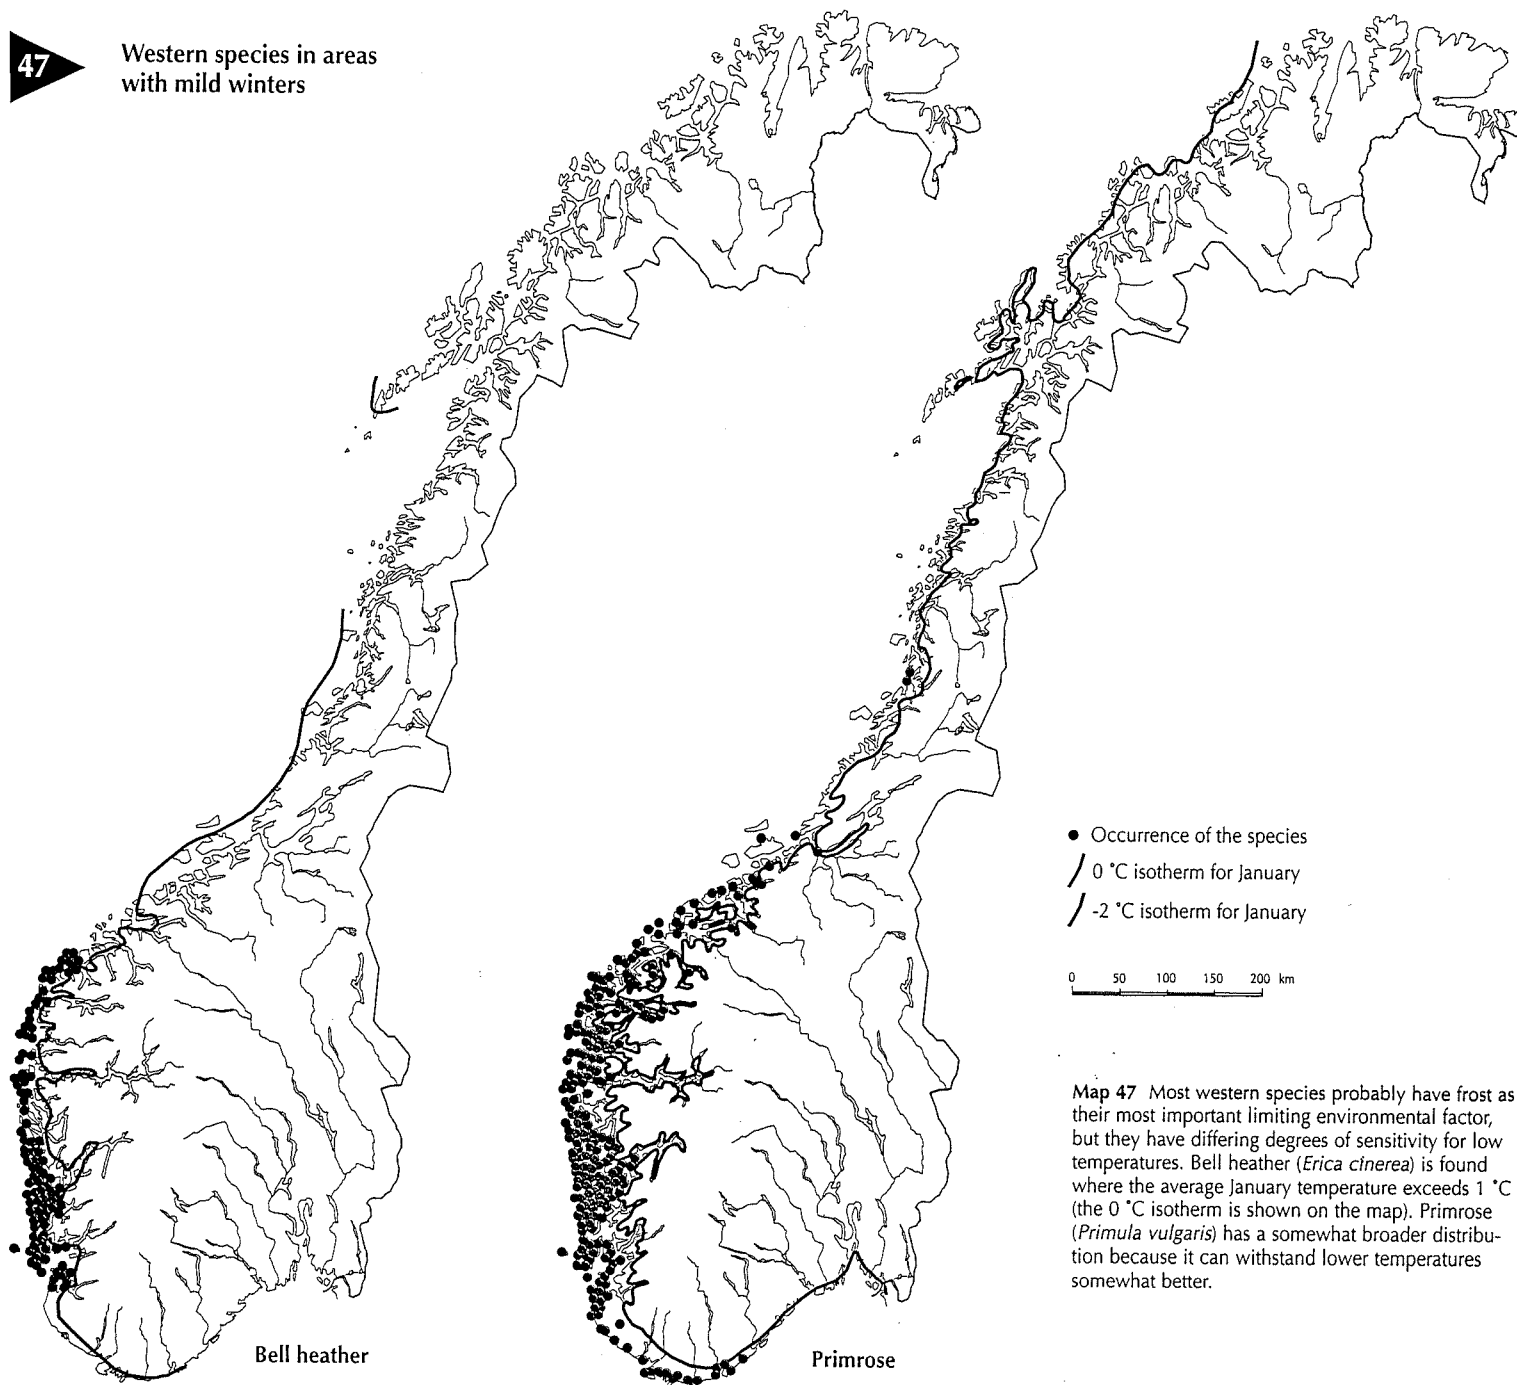 47
Western species in areas
with mild winters
Occurrence of the species
0 °C isotherm for January
-2 °C isotherm for January
0 50 100 150 200 km
Map 47 Most western species probably have frost as
their most important limiting environmental factor,
but they have differing degrees of sensitivity for low
temperatures. Bell heather (Erica cinerea) is found
where the average January temperature exceeds 1 °C
(the 0 °C isotherm is shown on the map). Primrose
(Primula vulgaris) has a somewhat broader distribu-
tion because it can withstand lower temperatures
somewhat better.
Bell heather
Primrose